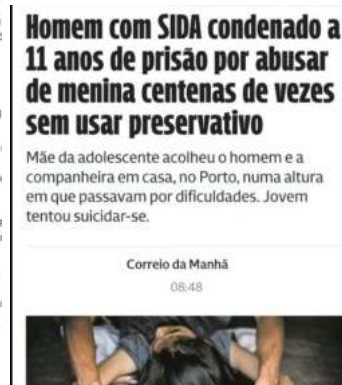 Homem com SIDA condenado a
11 anos de prisão por abusar
de menina centenas de vezes
sem usar preservativo
Mãe da adolescente acolheu o homem e a
companheira em casa, no Porto, numa altura
em que passavam por dificuldades. Jovem
tentou suicidar-se.
Correio da Manhã
08:48